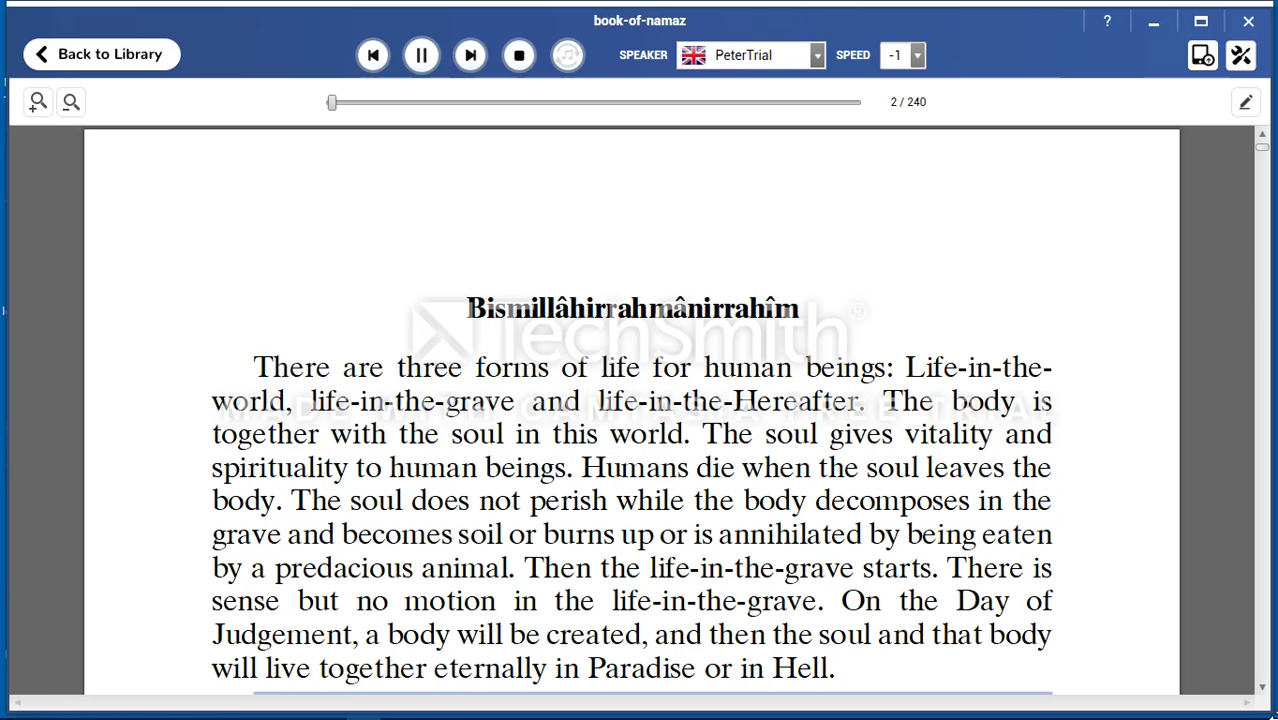 book-of-namaz
?
Back to Library
SPEAKER PeterTrial SPEED -1
2 / 240
Bismillâhirrahmânirrahîm
TechSmith®
There are three forms of life for human beings: Life-in-the-
world, life-in-the-grave and life-in-the-Hereafter. The body is
MADE WITH CAMTASIA FREE TRIAL
together with the soul in this world. The soul gives vitality and
spirituality to human beings. Humans die when the soul leaves the
body. The soul does not perish while the body decomposes in the
grave and becomes soil or burns up or is annihilated by being eaten
by a predacious animal. Then the life-in-the-grave starts. There is
sense but no motion in the life-in-the-grave. On the Day of
Judgement, a body will be created, and then the soul and that body
will live together eternally in Paradise or in Hell.